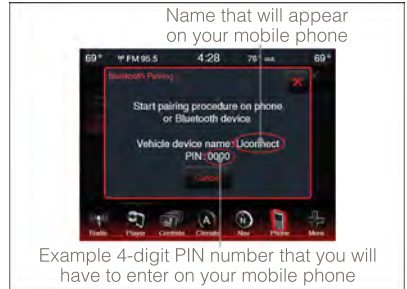 Name that will appear
on your mobile phone
69° FM 95.5 4:28 76° out 69°
Bluetooth Pairing
Start pairing procedure on phone
or Bluetooth device
Vehicle device name: Uconnect
PIN: 0000
Cancel
Radio Player Controls Climate Nav Phone More
Example 4-digit PIN number that you will
have to enter on your mobile phone